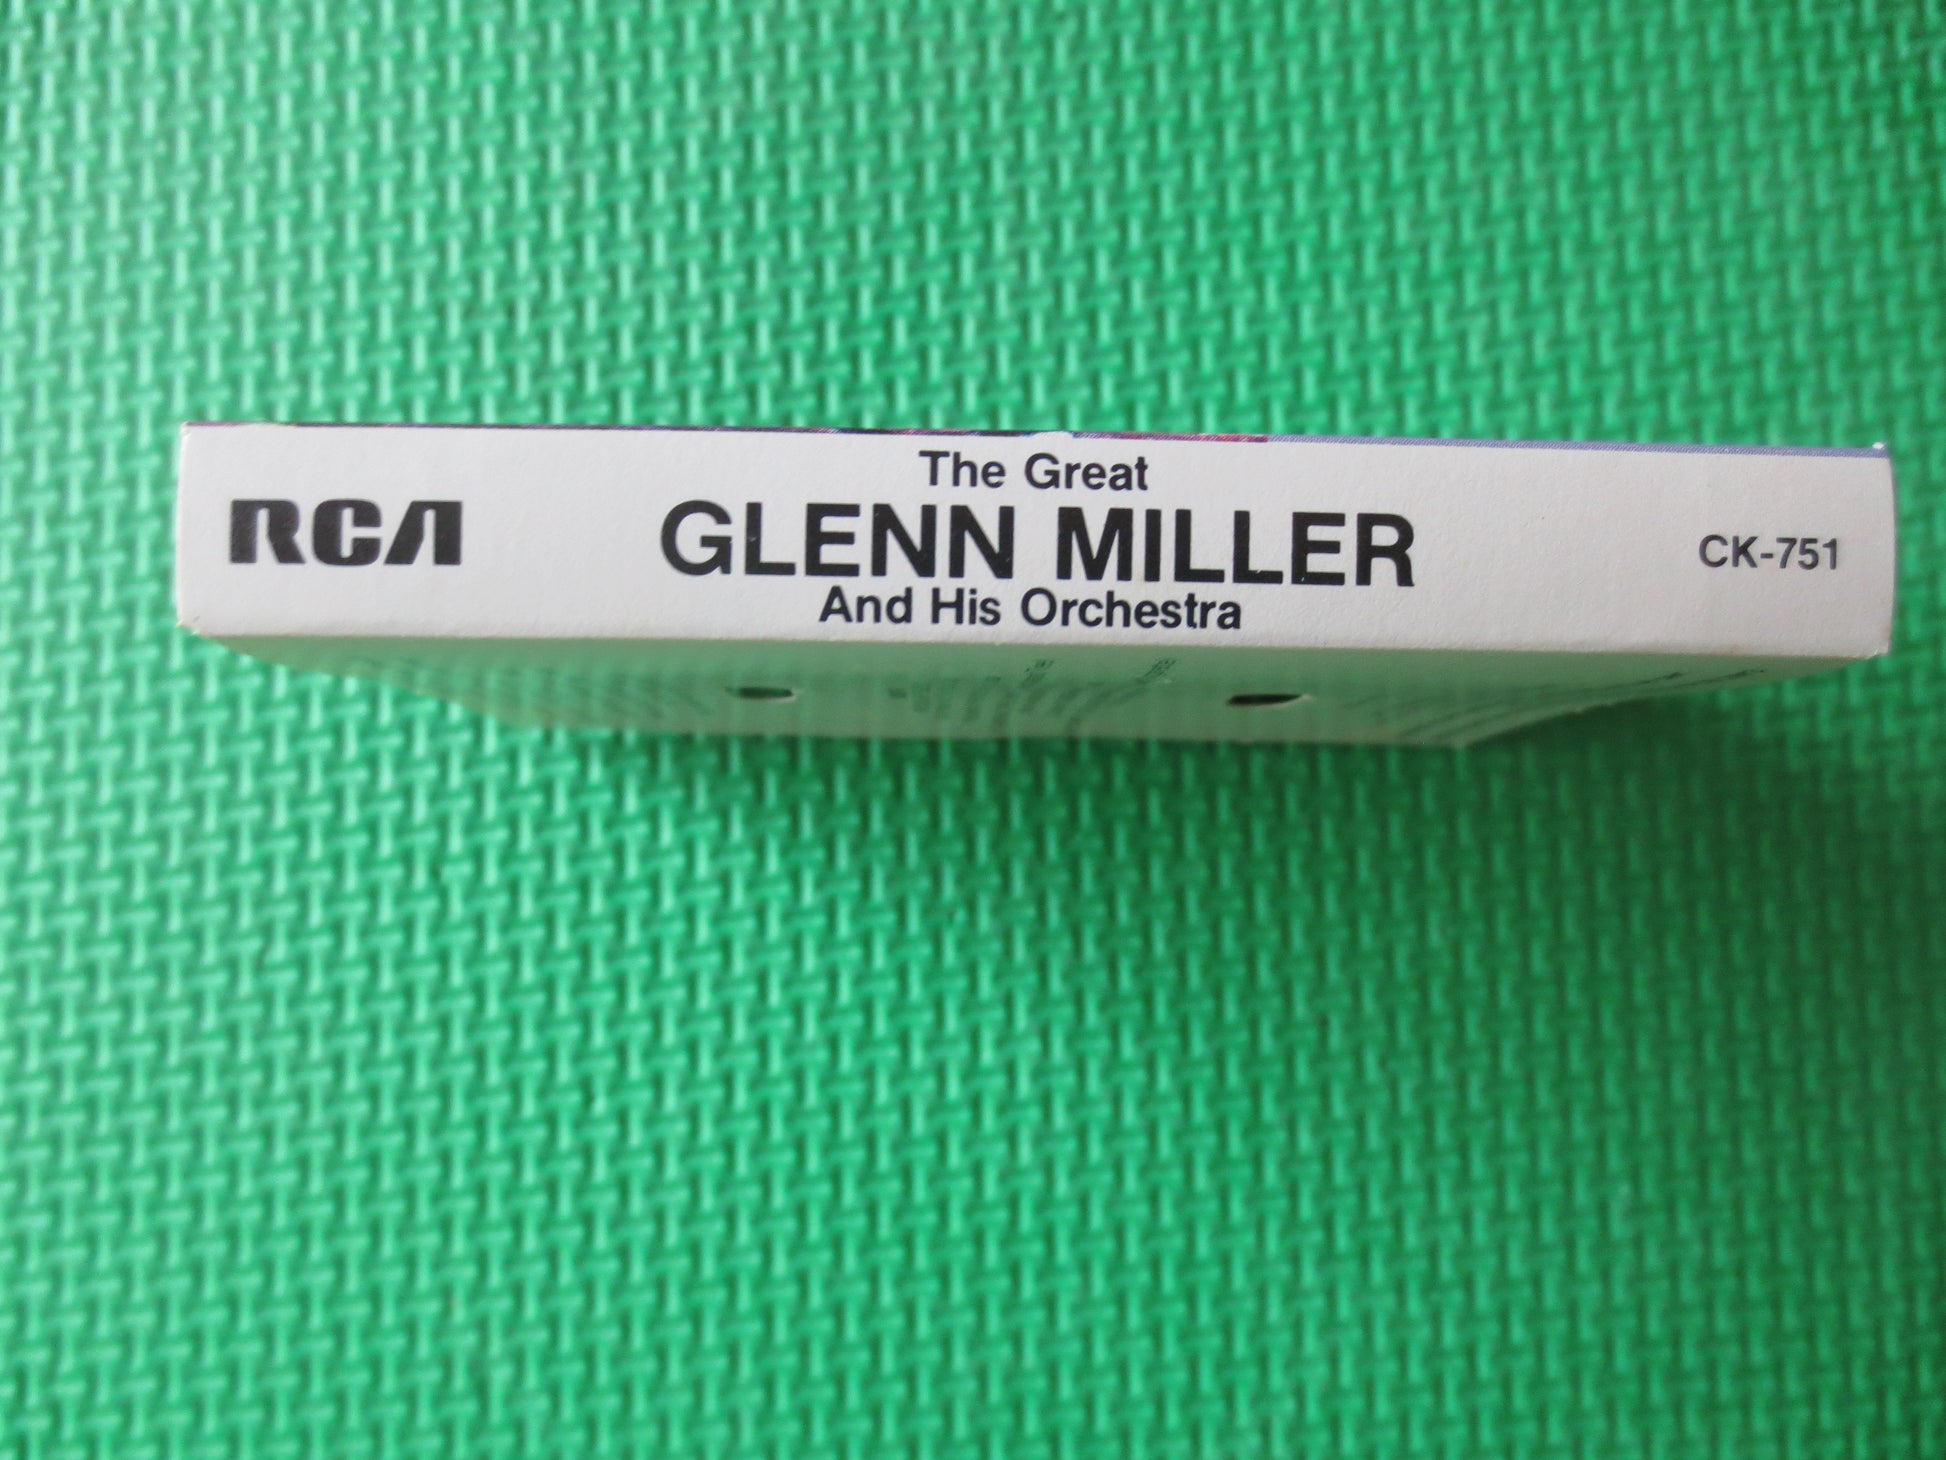 RCA
The Great
GLENN MILLER
And His Orchestra
CK-751